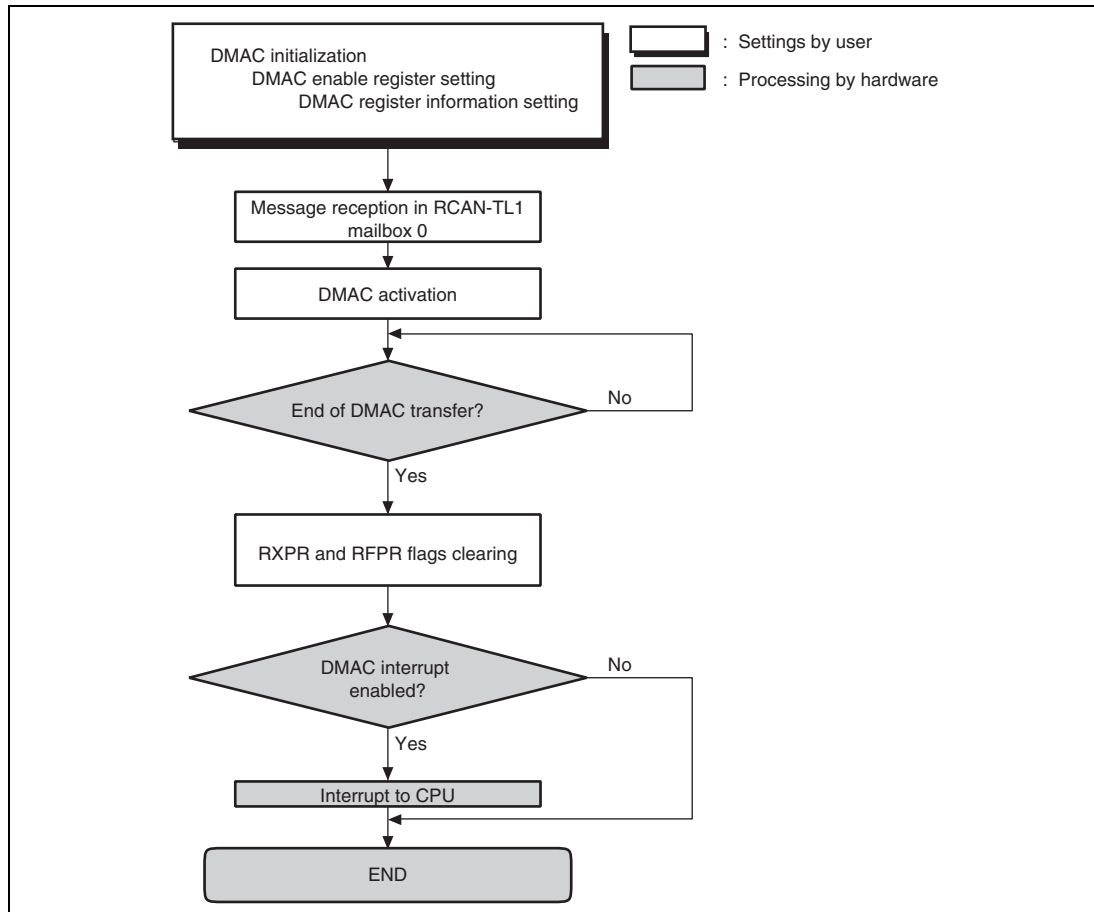 DMAC initialization
DMAC enable register setting
DMAC register information setting
: Settings by user
: Processing by hardware
Message reception in RCAN-TL1
mailbox 0
DMAC activation
End of DMAC transfer?
No
Yes
RXPR and RFPR flags clearing
DMAC interrupt
enabled?
No
Yes
Interrupt to CPU
END